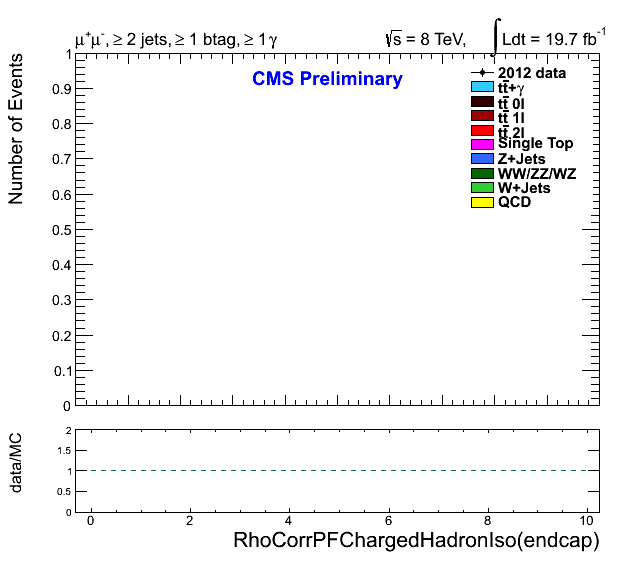 μ⁺μ⁻, ≥ 2 jets, ≥ 1 btag, ≥ 1 γ
√s = 8 TeV, ∫ Ldt = 19.7 fb⁻¹
CMS Preliminary
2012 data
tt̅+γ
tt̅ 0l
tt̅ 1l
tt̅ 2l
Single Top
Z+Jets
WW/ZZ/WZ
W+Jets
QCD
Number of Events
1
0.9
0.8
0.7
0.6
0.5
0.4
0.3
0.2
0.1
0
data/MC
2
1.5
1
0.5
0
0 2 4 6 8 10
RhoCorrPFChargedHadronIso(endcap)